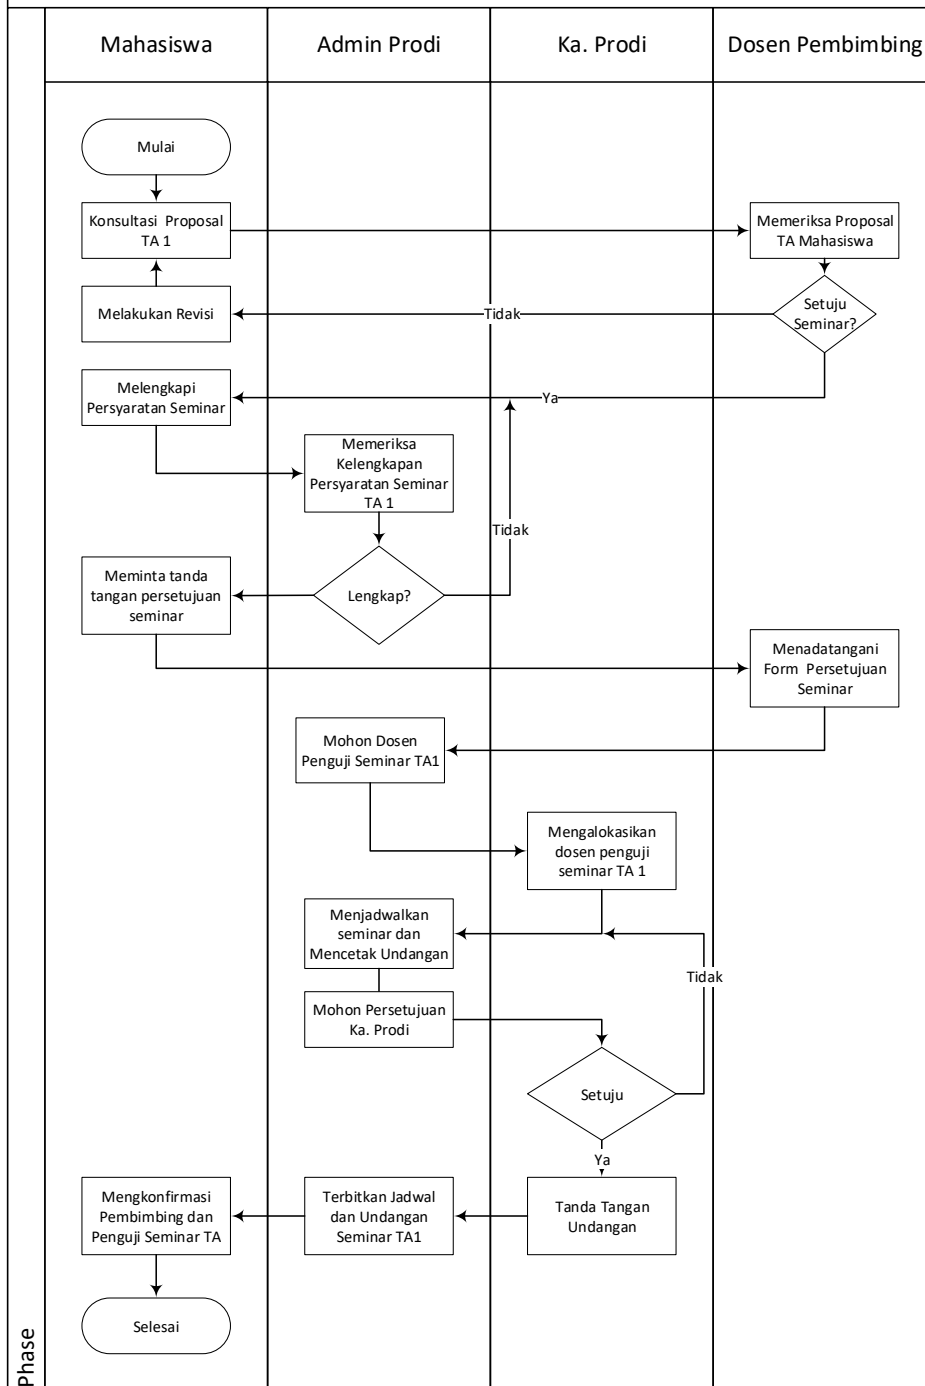 Mahasiswa
Admin Prodi
Ka. Prodi
Dosen Pembimbing
Mulai
Konsultasi Proposal
TA 1
Memeriksa Proposal
TA Mahasiswa
Melakukan Revisi
Tidak
Setuju
Seminar?
Melengkapi
Persyaratan Seminar
Ya
Memeriksa
Kelengkapan
Persyaratan Seminar
TA 1
Tidak
Meminta tanda
tangan persetujuan
seminar
Lengkap?
Menadatangani
Form Persetujuan
Seminar
Mohon Dosen
Penguji Seminar TA1
Mengalokasikan
dosen penguji
seminar TA 1
Menjadwalkan
seminar dan
Mencetak Undangan
Tidak
Mohon Persetujuan
Ka. Prodi
Setuju
Ya
Mengkonfirmasi
Pembimbing dan
Penguji Seminar TA
Terbitkan Jadwal
dan Undangan
Seminar TA1
Tanda Tangan
Undangan
Selesai
Phase